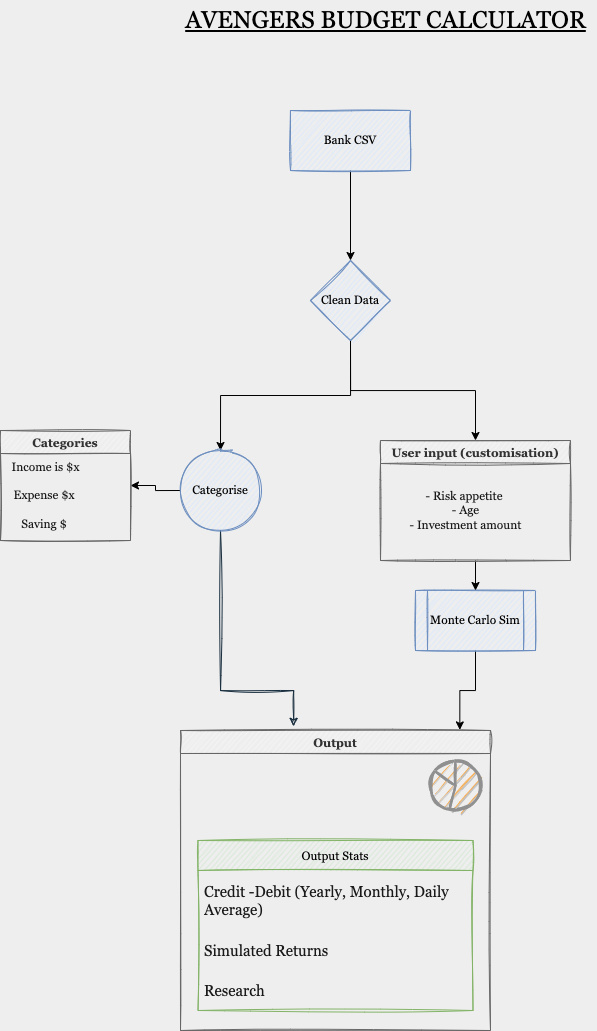 AVENGERS BUDGET CALCULATOR
Bank CSV
Clean Data
Categories
Income is $x
Expense $x
Saving $
Categorise
User input (customisation)
- Risk appetite
- Age
- Investment amount
Monte Carlo Sim
Output
Output Stats
Credit -Debit (Yearly, Monthly, Daily
Average)
Simulated Returns
Research